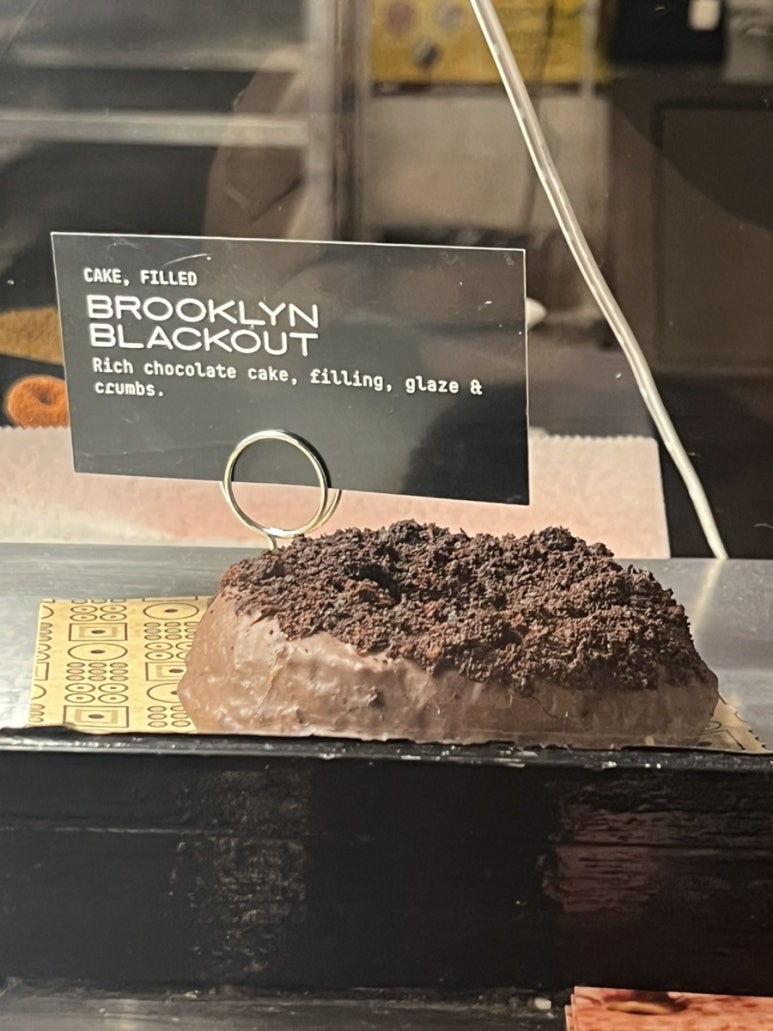 CAKE, FILLED
BROOKLYN
BLACKOUT
Rich chocolate cake, filling, glaze &
crumbs.